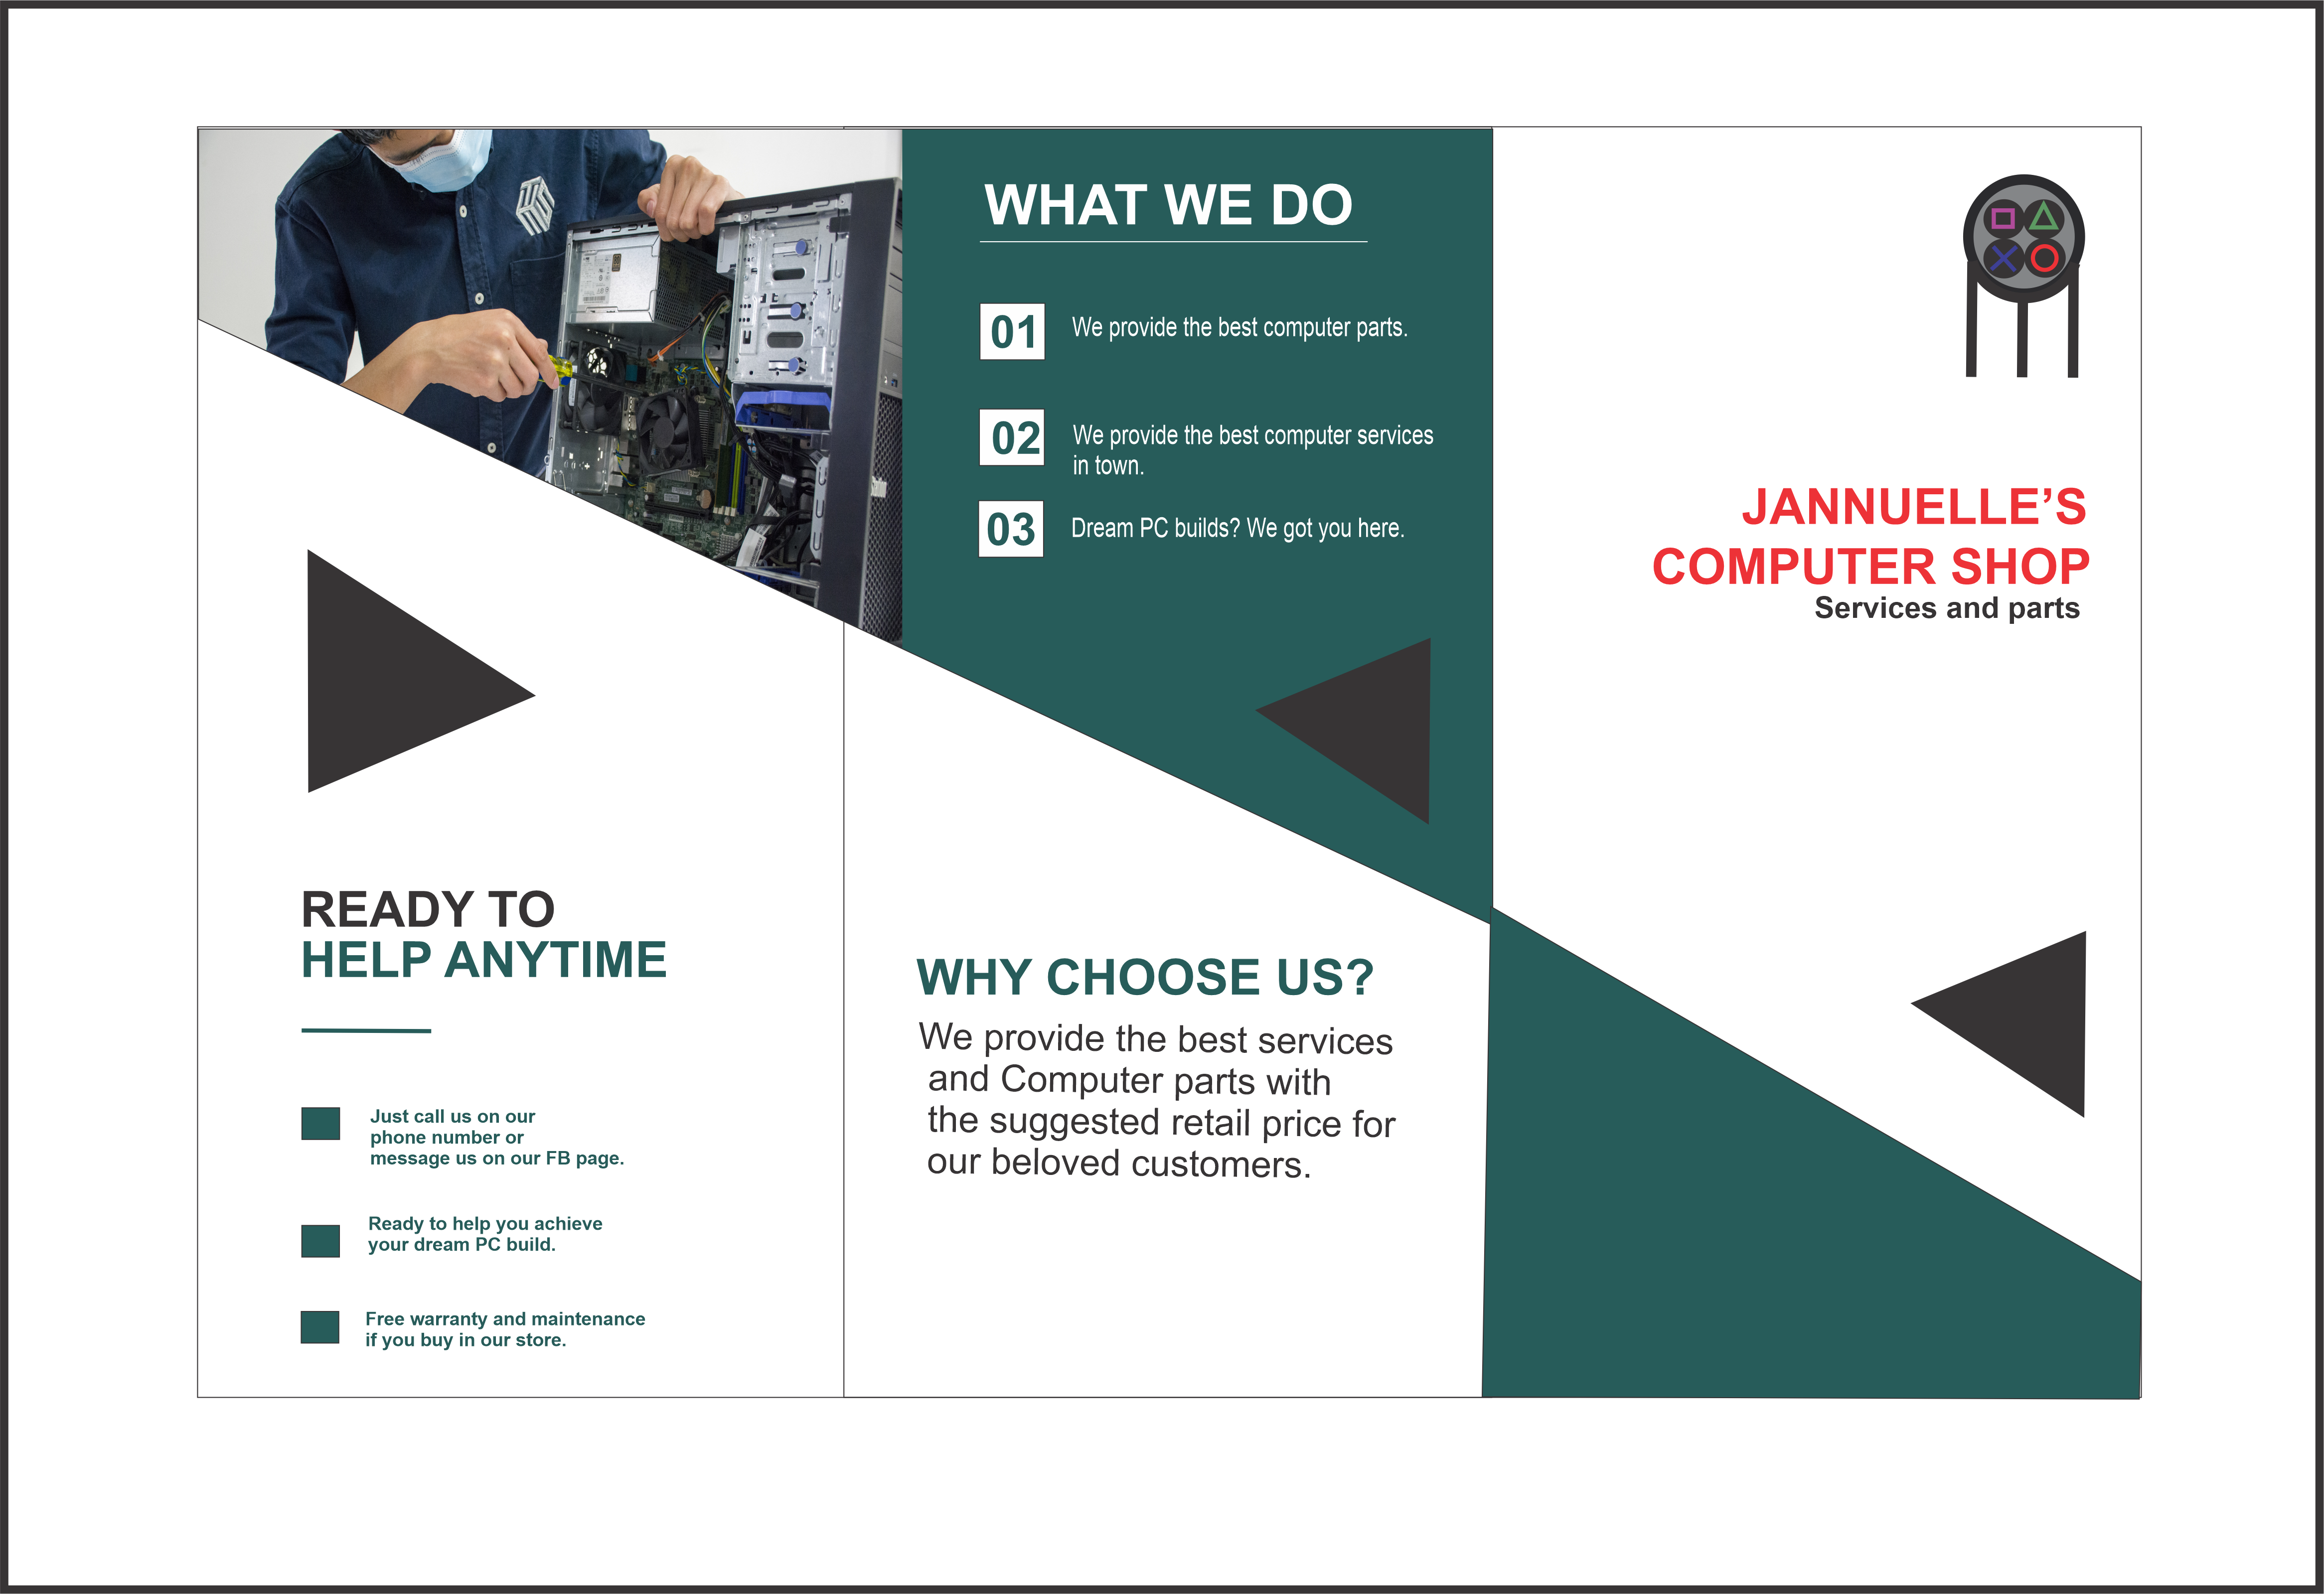 WHAT WE DO
01
We provide the best computer parts.
02
We provide the best computer services
in town.
03
Dream PC builds? We got you here.
JANNUELLE’S
COMPUTER SHOP
Services and parts
READY TO
HELP ANYTIME
Just call us on our
phone number or
message us on our FB page.
Ready to help you achieve
your dream PC build.
Free warranty and maintenance
if you buy in our store.
WHY CHOOSE US?
We provide the best services
and Computer parts with
the suggested retail price for
our beloved customers.